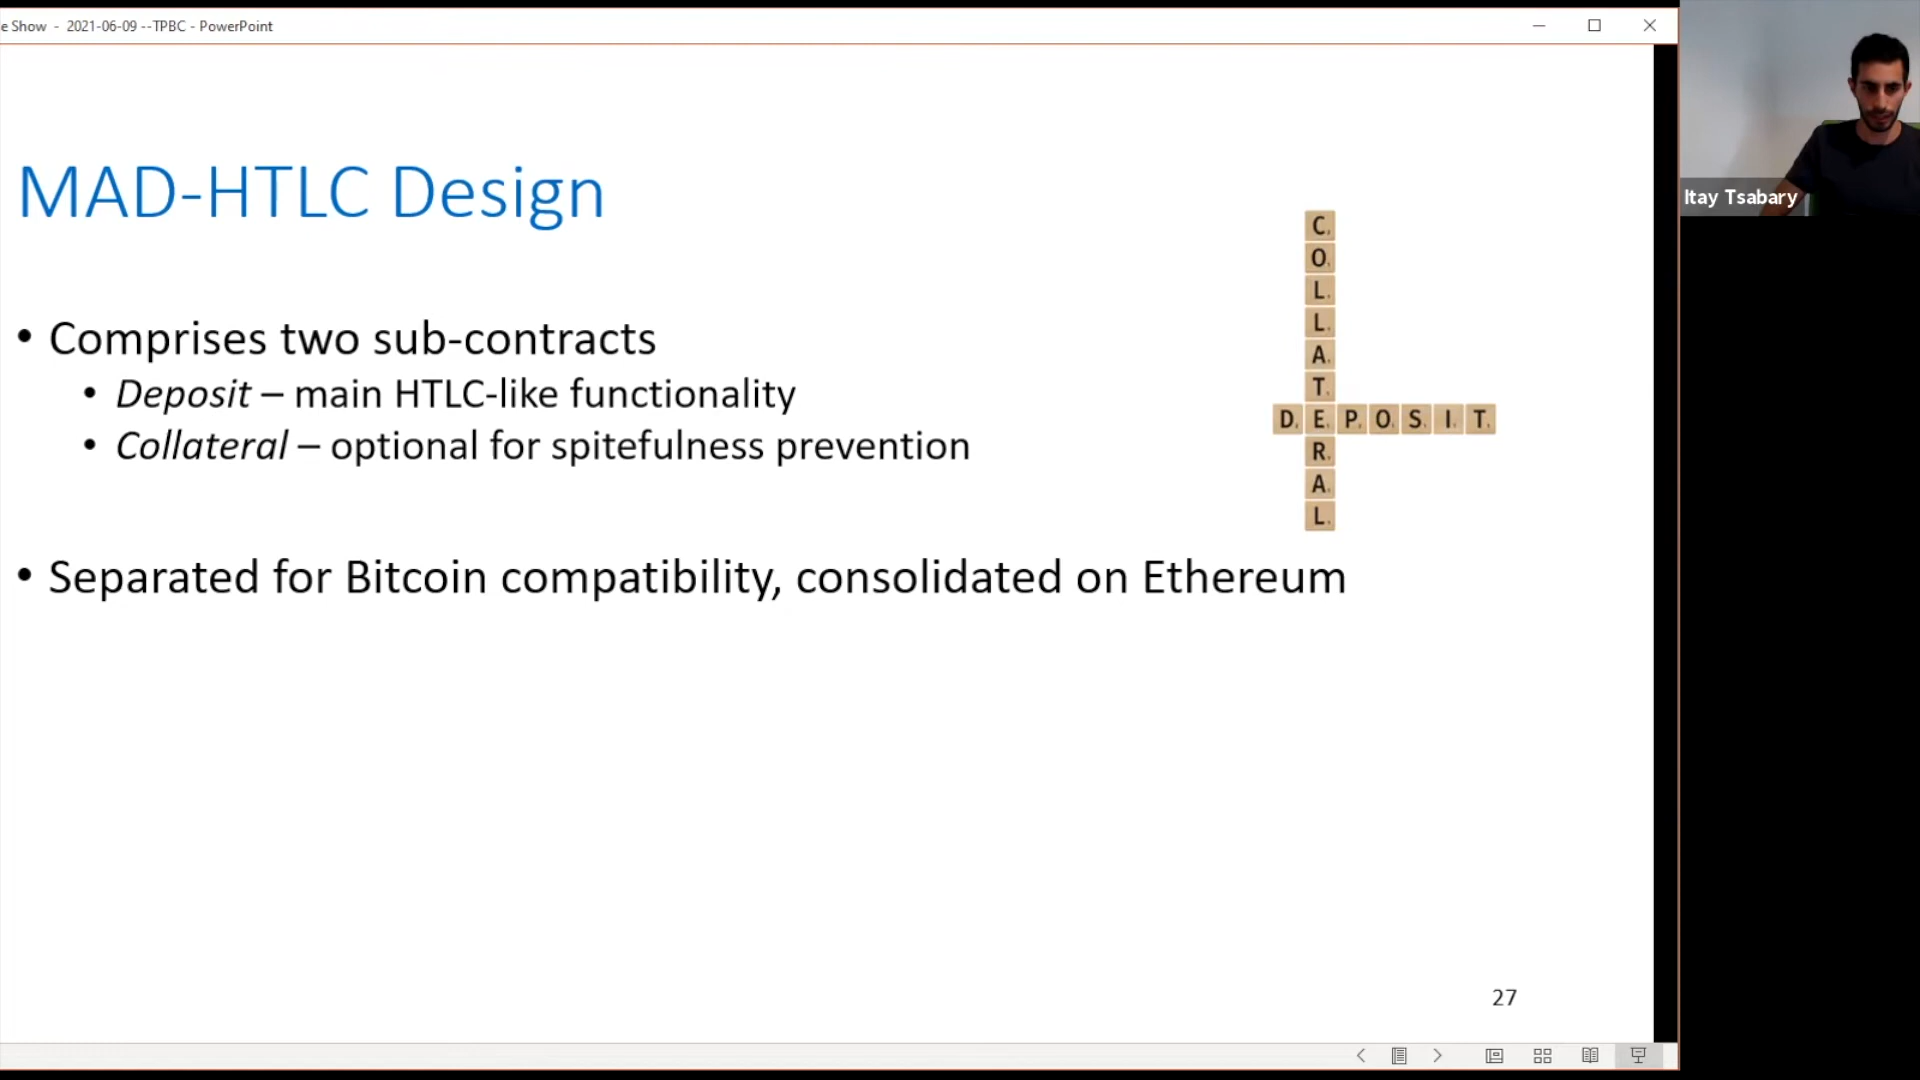 e Show - 2021-06-09 --TPBC - PowerPoint
Itay Tsabary
MAD-HTLC Design
• Comprises two sub-contracts
• Deposit – main HTLC-like functionality
• Collateral – optional for spitefulness prevention
• Separated for Bitcoin compatibility, consolidated on Ethereum
COLLATERAL
DEPOSIT
27